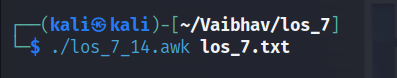 ┌──(kali㉿kali)-[~/Vaibhav/los_7]
└─$ ./los_7_14.awk los_7.txt